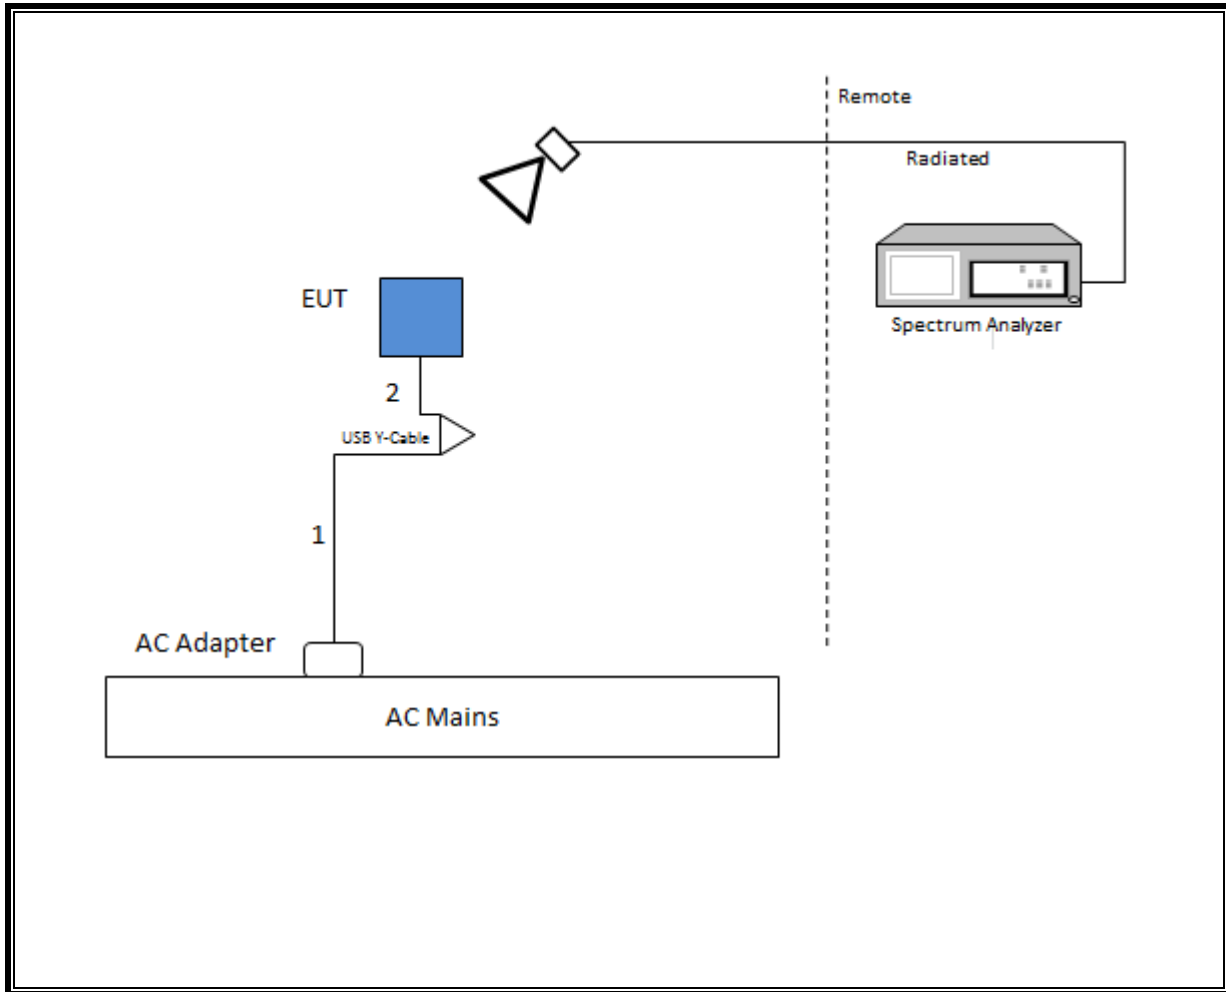 Remote
Radiated
EUT
Spectrum Analyzer
2
USB Y-Cable
1
AC Adapter
AC Mains